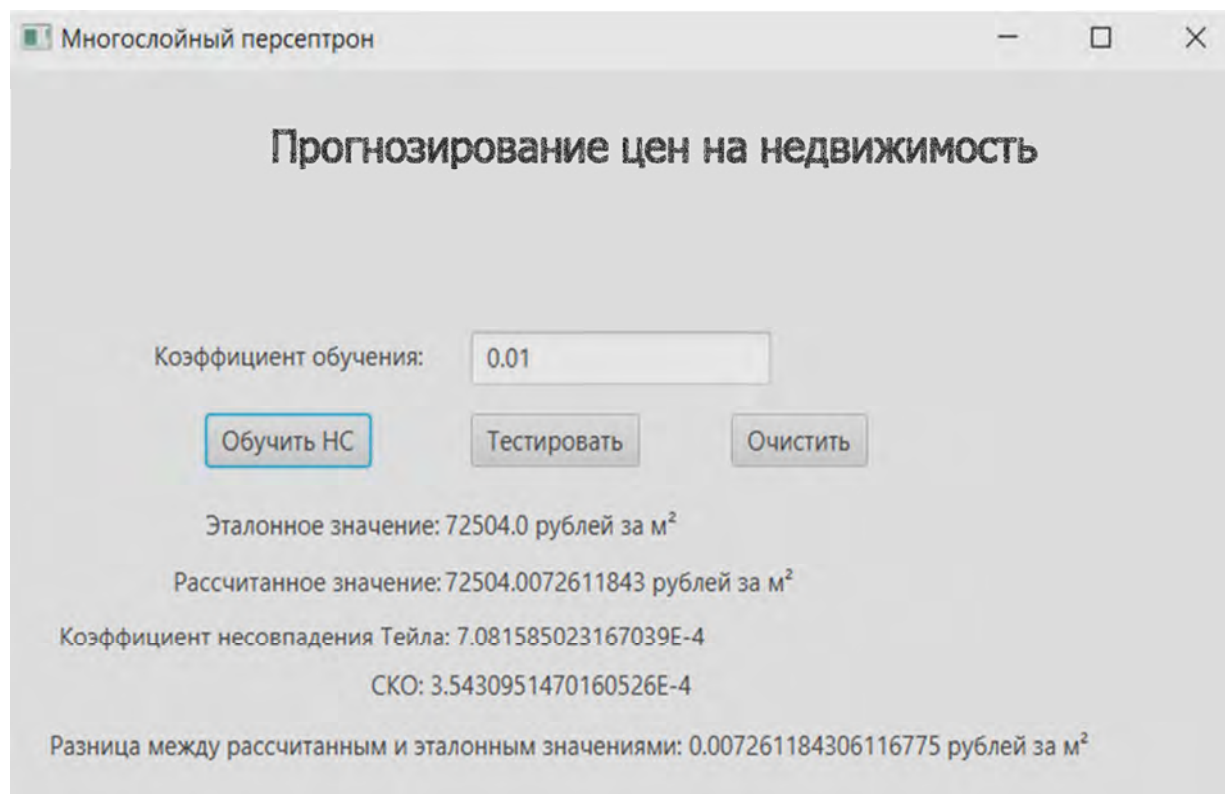 Многослойный персептрон
Прогнозирование цен на недвижимость
Коэффициент обучения: 0.01
Обучить НС Тестировать Очистить
Эталонное значение: 72504.0 рублей за м²
Рассчитанное значение: 72504.0072611843 рублей за м²
Коэффициент несовпадения Тейла: 7.081585023167039E-4
СКО: 3.5430951470160526E-4
Разница между рассчитанным и эталонным значениями: 0.007261184306116775 рублей за м²